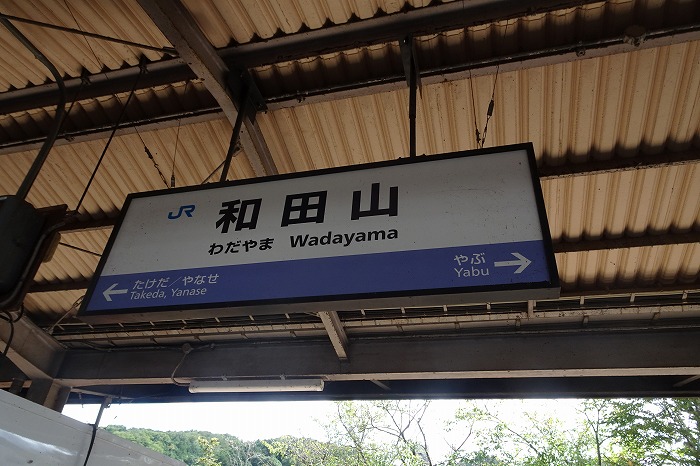 JR 和田山
わだやま Wadayama
← たけだ／やなせ
Takeda, Yanase
やぶ →
Yabu